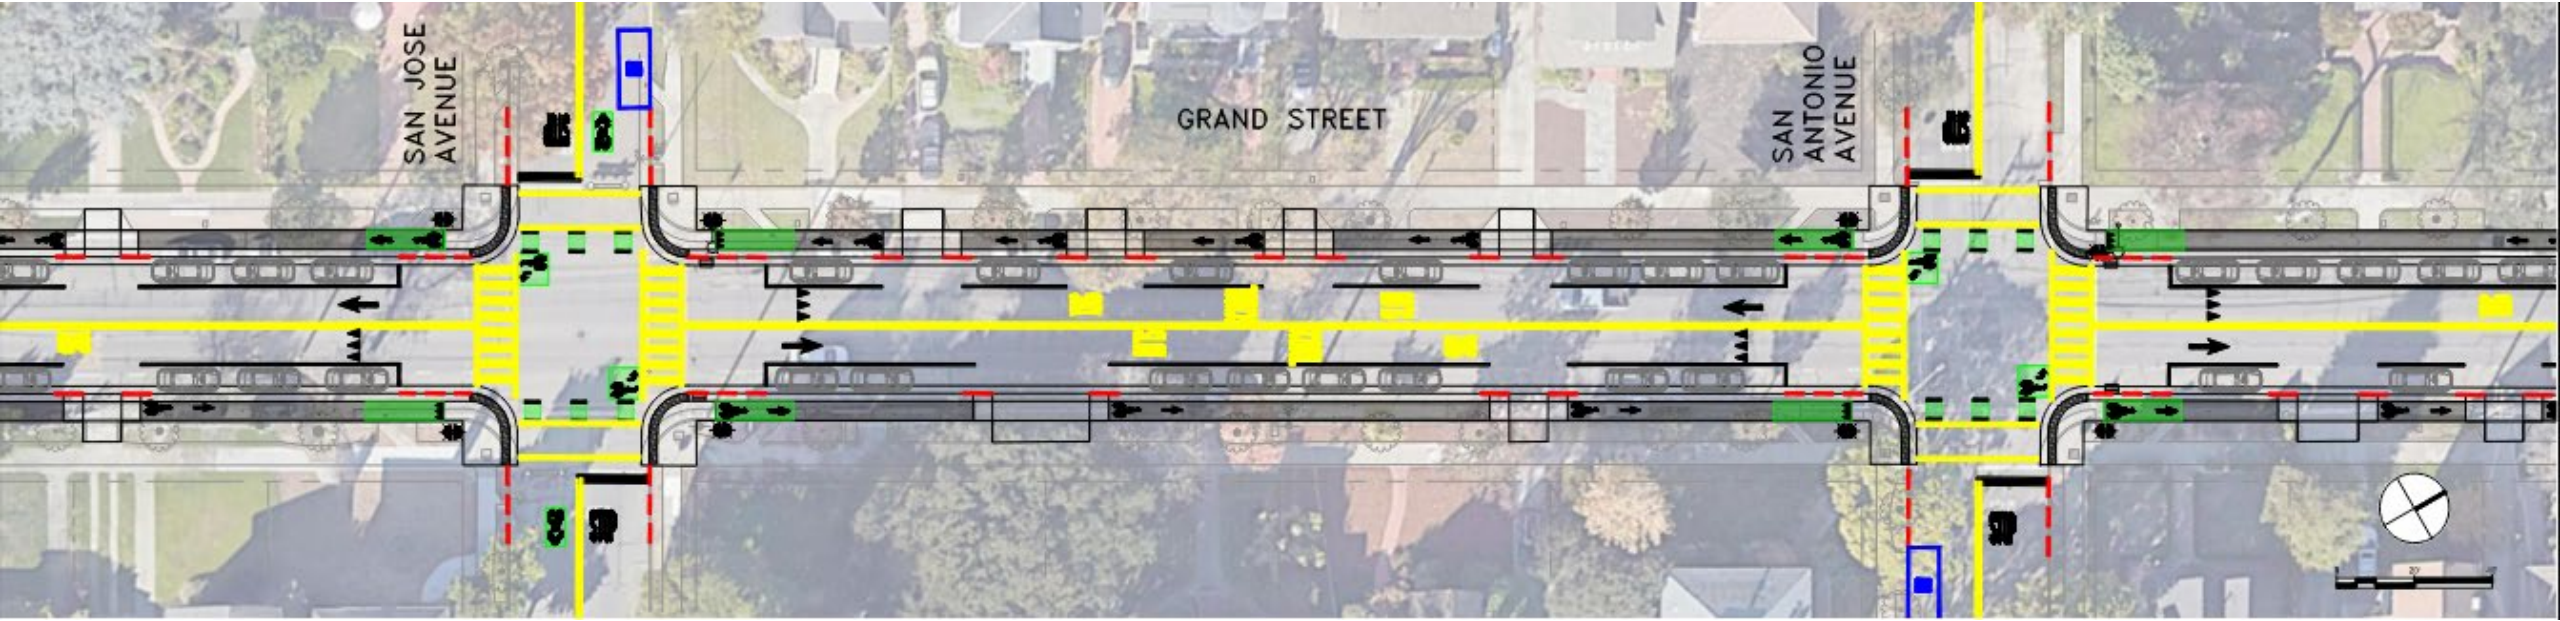 SAN JOSE
AVENUE
GRAND STREET
SAN
ANTONIO
AVENUE